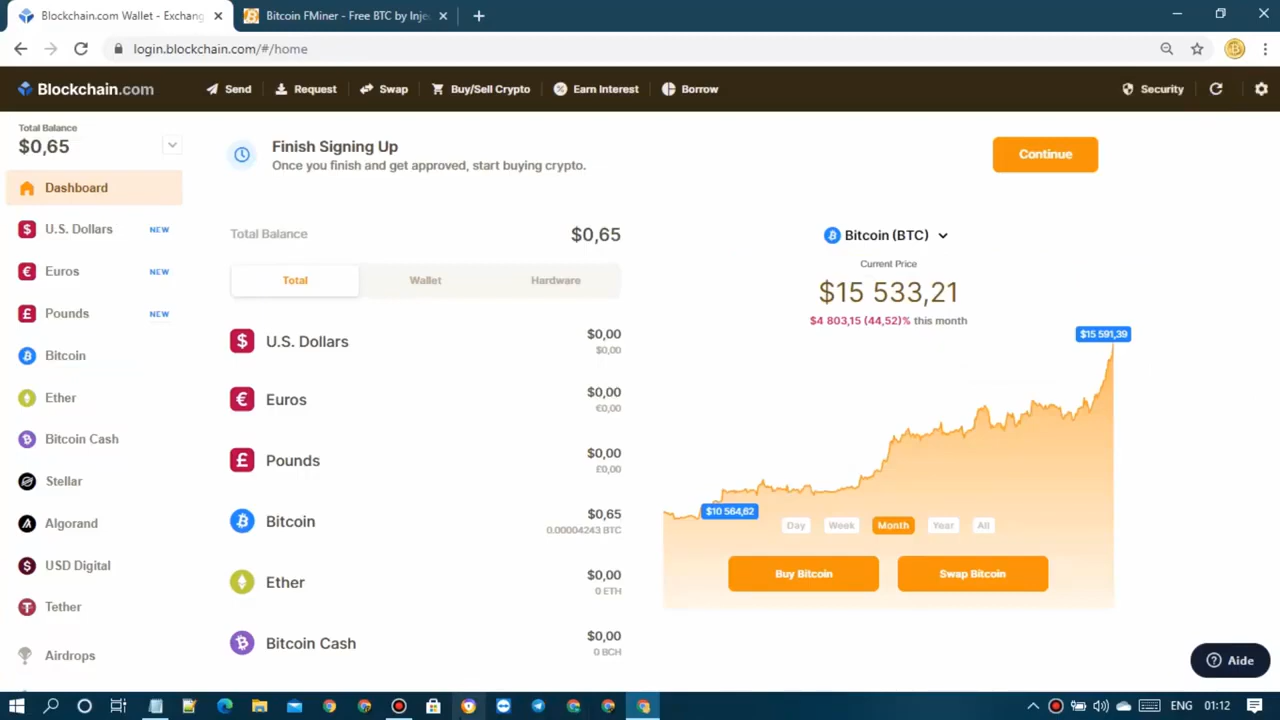 Blockchain.com Wallet - Exchang
Bitcoin FMiner - Free BTC by Inje
login.blockchain.com/#/home
Blockchain.com
Send
Request
Swap
Buy/Sell Crypto
Earn Interest
Borrow
Security
Total Balance
$0,65
Finish Signing Up
Once you finish and get approved, start buying crypto.
Continue
Dashboard
U.S. Dollars NEW
Euros NEW
Pounds NEW
Bitcoin
Ether
Bitcoin Cash
Stellar
Algorand
USD Digital
Tether
Airdrops
Total Balance $0,65
Total Wallet Hardware
U.S. Dollars $0,00
$0,00
Euros $0,00
€0,00
Pounds $0,00
£0,00
Bitcoin $0,65
0.00004243 BTC
Ether $0,00
0 ETH
Bitcoin Cash $0,00
0 BCH
Bitcoin (BTC)
Current Price
$15 533,21
$4 803,15 (44,52)% this month
$15 591,39
$10 564,62
Day Week Month Year All
Buy Bitcoin
Swap Bitcoin
Aide
ENG 01:12